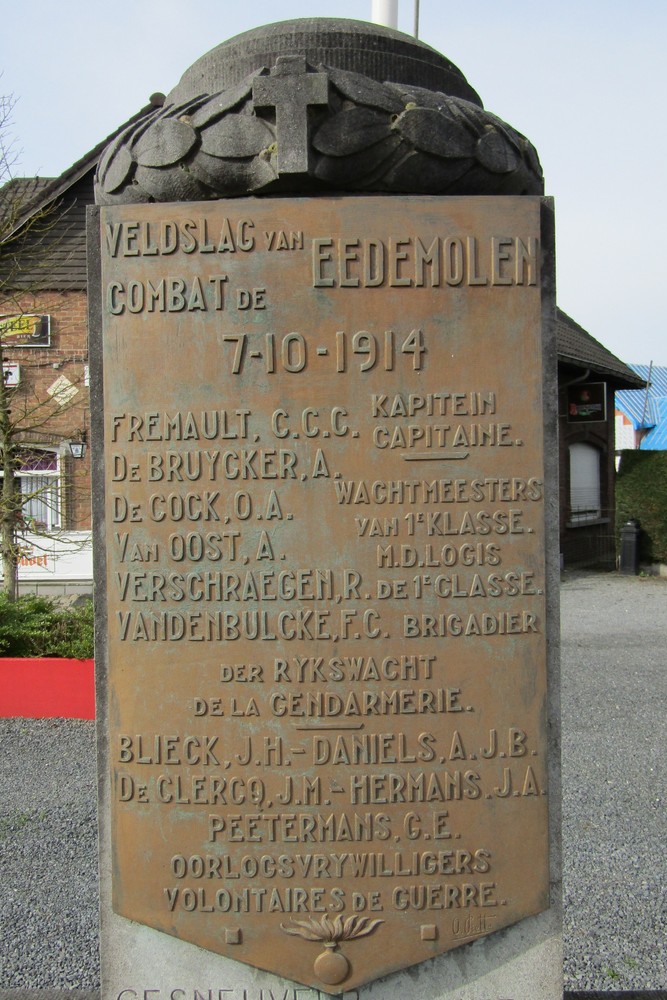 VELDSLAG VAN EEDEMOLEN
COMBAT DE
7-10-1914
FREMAULT, C.C.C. KAPITEIN
CAPITAINE.
DE BRUYCKER, A.
DE COCK, O.A. WACHTMEESTERS
VAN 1E KLASSE.
VAN OOST, A. M.D.LOGIS
VERSCHRAEGEN, R. DE 1E CLASSE.
VANDENBULCKE, F.C. BRIGADIER
DER RYKSWACHT
DE LA GENDARMERIE.
BLIECK, J.H.- DANIELS, A.J.B.
DE CLERCQ, J.M.- HERMANS, J.A.
PEETERMANS, G.E.
OORLOGSVRYWILLIGERS
VOLONTAIRES DE GUERRE.
GESNEUVELD